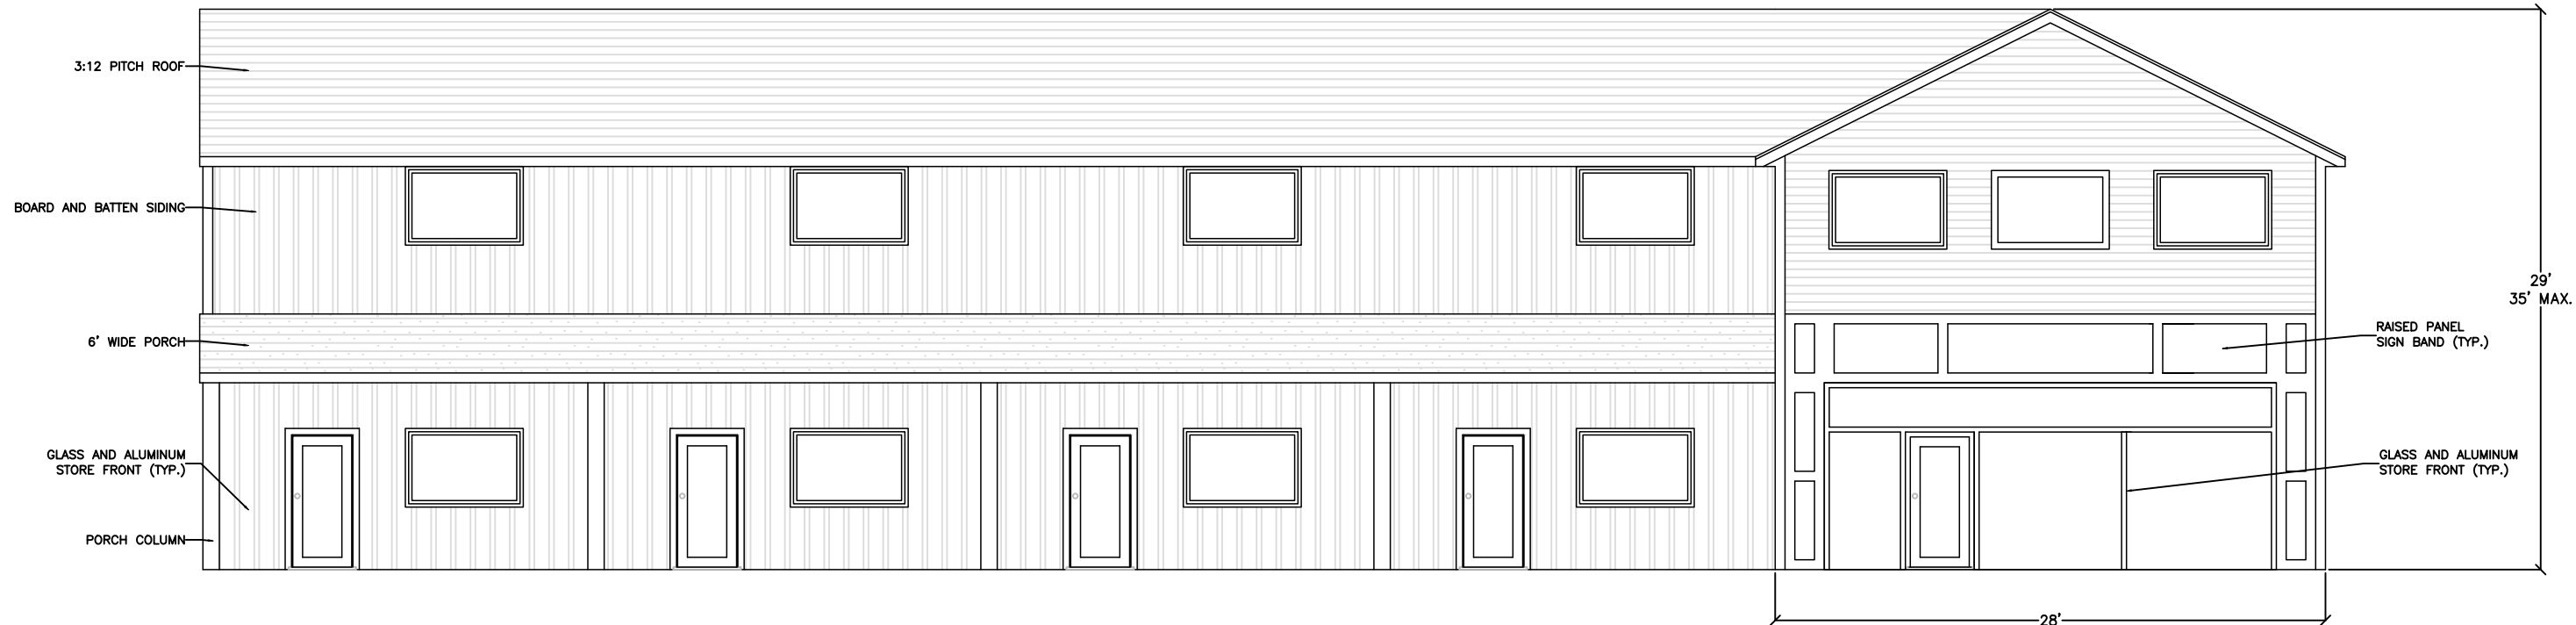 3:12 PITCH ROOF
BOARD AND BATTEN SIDING
6' WIDE PORCH
GLASS AND ALUMINUM
STORE FRONT (TYP.)
PORCH COLUMN
29'
35' MAX.
RAISED PANEL
SIGN BAND (TYP.)
GLASS AND ALUMINUM
STORE FRONT (TYP.)
28'